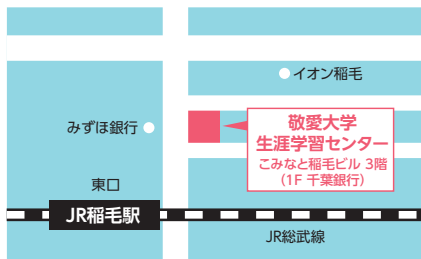 イオン稲毛
みずほ銀行
敬愛大学
生涯学習センター
こみなと稲毛ビル 3階
(1F 千葉銀行)
東口
JR稲毛駅
JR総武線